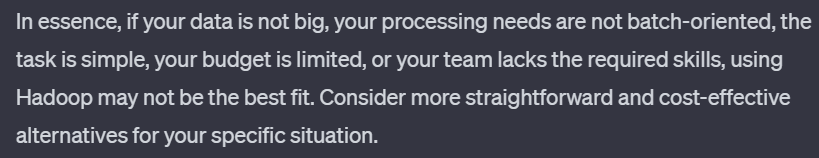 In essence, if your data is not big, your processing needs are not batch-oriented, the
task is simple, your budget is limited, or your team lacks the required skills, using
Hadoop may not be the best fit. Consider more straightforward and cost-effective
alternatives for your specific situation.